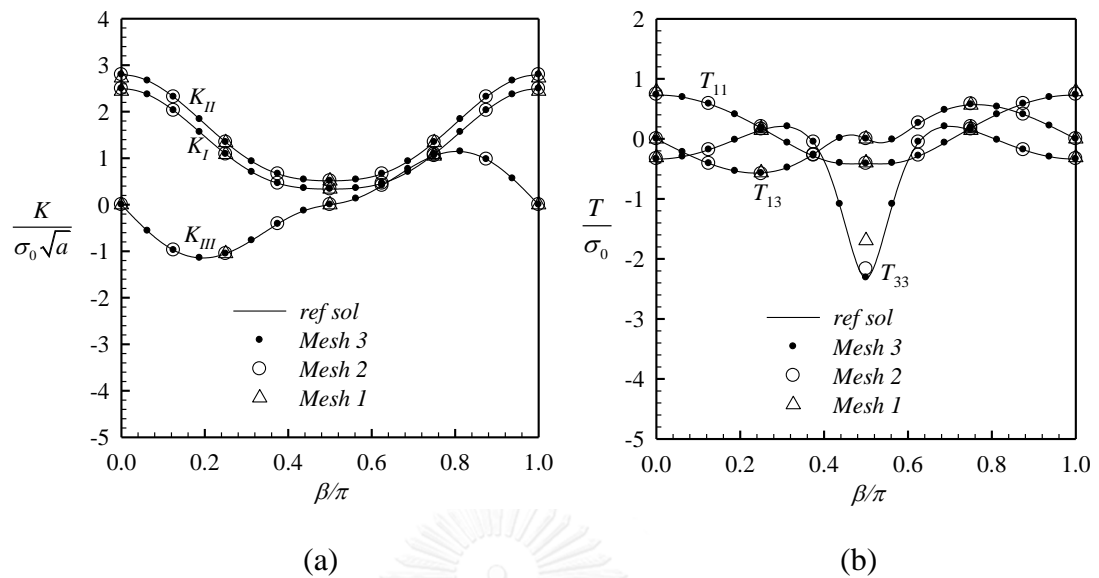 4
3
2
1
0
-1
-2
-3
-4
-5
K
σ₀√a
K_II
K_I
K_III
ref sol
Mesh 3
Mesh 2
Mesh 1
0.0 0.2 0.4 0.6 0.8 1.0
β/π
(a)
2
1
0
-1
-2
-3
-4
-5
T
σ₀
T₁₁
T₁₃
T₃₃
ref sol
Mesh 3
Mesh 2
Mesh 1
0.0 0.2 0.4 0.6 0.8 1.0
β/π
(b)